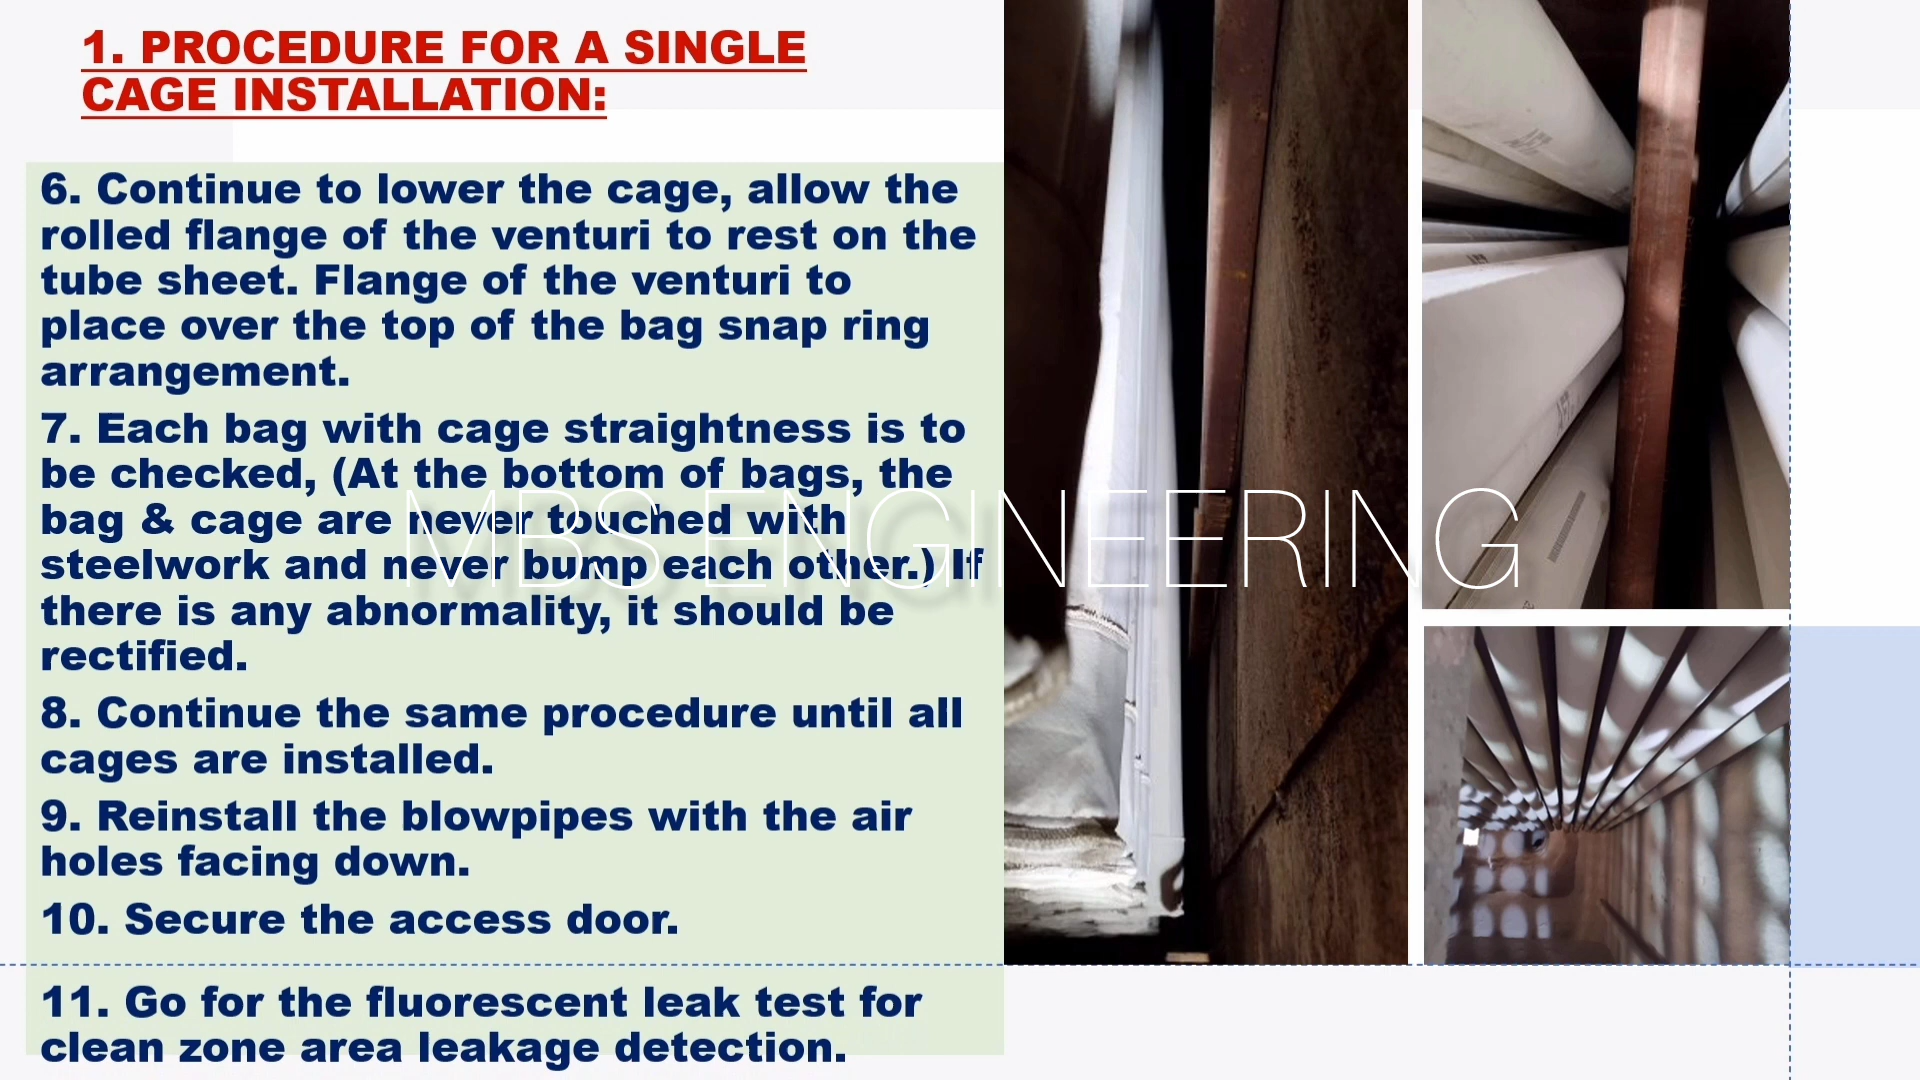 1. PROCEDURE FOR A SINGLE
CAGE INSTALLATION:
6. Continue to lower the cage, allow the
rolled flange of the venturi to rest on the
tube sheet. Flange of the venturi to
place over the top of the bag snap ring
arrangement.
7. Each bag with cage straightness is to
be checked, (At the bottom of bags, the
bag & cage are never touched with
steelwork and never bump each other.) If
there is any abnormality, it should be
rectified.
8. Continue the same procedure until all
cages are installed.
9. Reinstall the blowpipes with the air
holes facing down.
10. Secure the access door.
11. Go for the fluorescent leak test for
clean zone area leakage detection.
MBS ENGINEERING